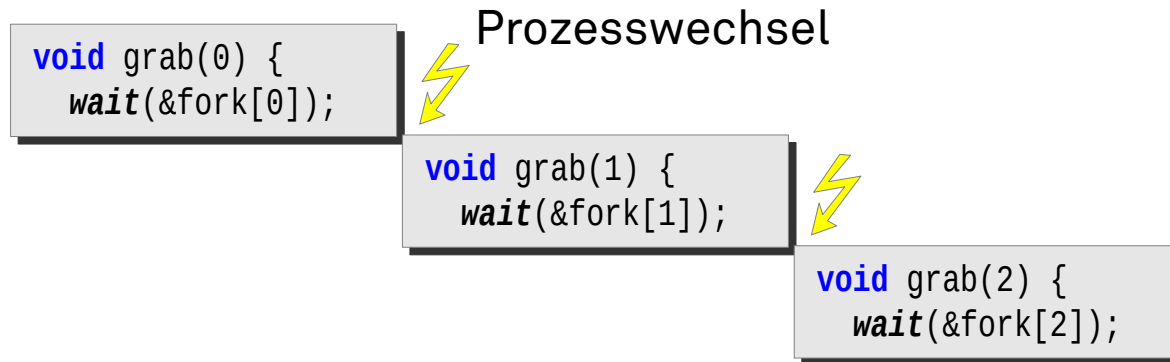 Prozesswechsel
void grab(0) {
wait(&fork[0]);
void grab(1) {
wait(&fork[1]);
void grab(2) {
wait(&fork[2]);